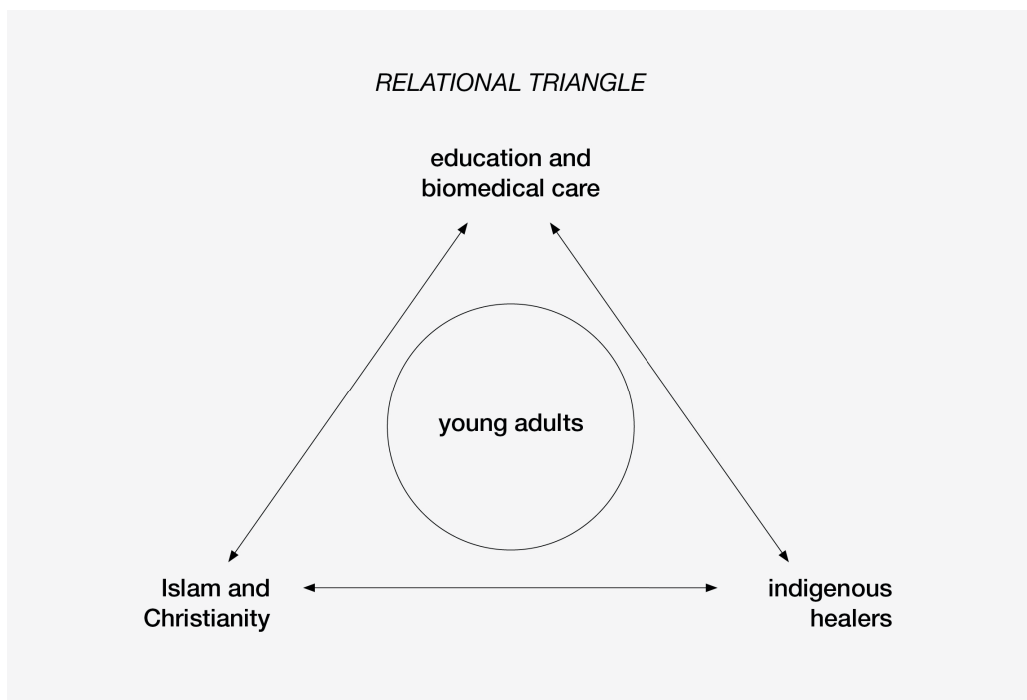 RELATIONAL TRIANGLE
education and
biomedical care
young adults
Islam and
Christianity
indigenous
healers